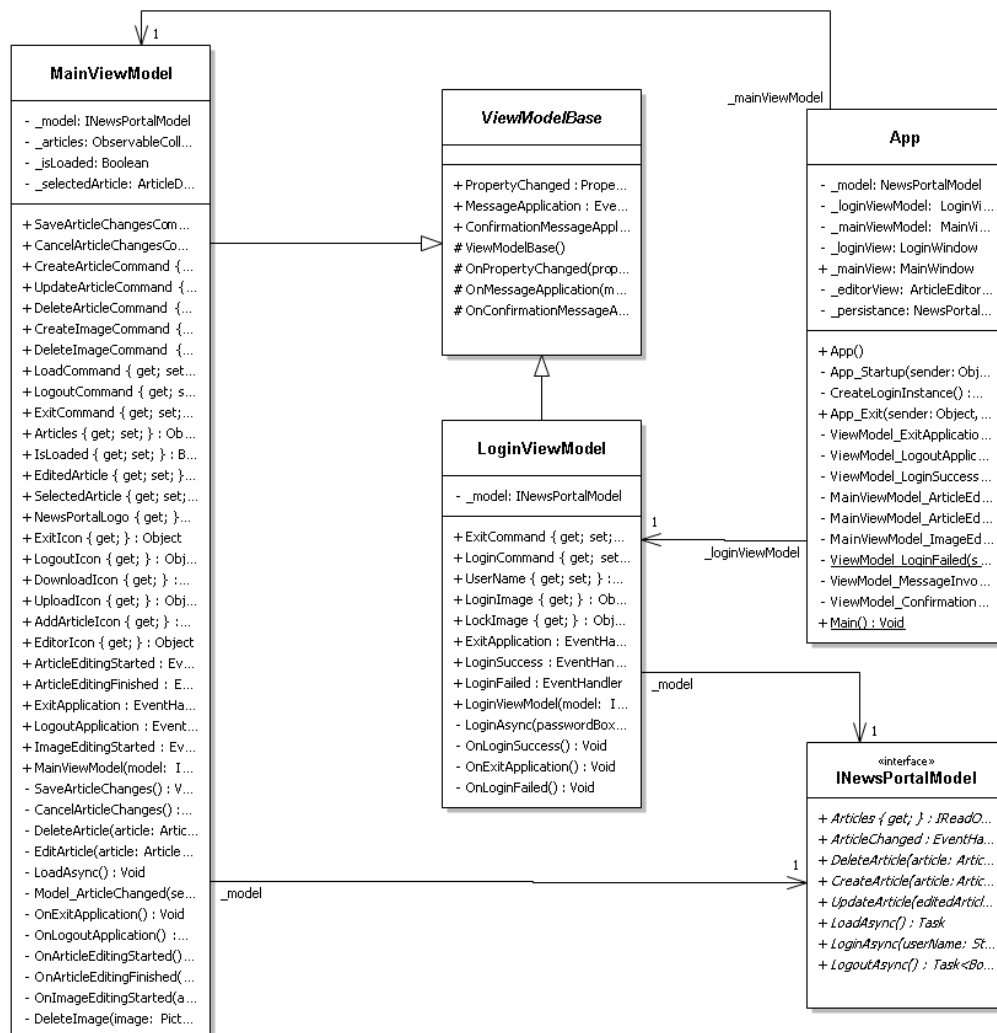 1
MainViewModel
- _model: INewsPortalModel
- _articles: ObservableColl...
- _isLoaded: Boolean
- _selectedArticle: ArticleD...
+ SaveArticleChangesCom...
+ CancelArticleChangesCo...
+ CreateArticleCommand {...
+ UpdateArticleCommand {...
+ DeleteArticleCommand {...
+ CreateImageCommand {...
+ DeleteImageCommand {...
+ LoadCommand { get; set...
+ LogoutCommand { get; s...
+ ExitCommand { get; set;...
+ Articles { get; set; } : Ob...
+ IsLoaded { get; set; } : B...
+ EditedArticle { get; set; }...
+ SelectedArticle { get; set;...
+ NewsPortalLogo { get; }...
+ ExitIcon { get; } : Object
+ LogoutIcon { get; } : Obj...
+ DownloadIcon { get; } :...
+ UploadIcon { get; } : Obj...
+ AddArticleIcon { get; } :...
+ EditorIcon { get; } : Object
+ ArticleEditingStarted : Ev...
+ ArticleEditingFinished : E...
+ ExitApplication : EventHa...
+ LogoutApplication : Event...
+ ImageEditingStarted : Ev...
+ MainViewModel(model: I...
- SaveArticleChanges() : V...
- CancelArticleChanges() :...
- DeleteArticle(article: Artic...
- EditArticle(article: Article...
- LoadAsync() : Void
- Model_ArticleChanged(se...
- OnExitApplication() : Void
- OnLogoutApplication() :...
- OnArticleEditingStarted()...
- OnArticleEditingFinished(...
- OnImageEditingStarted(a...
- DeleteImage(image: Pict...
ViewModelBase
+ PropertyChanged : Prope...
+ MessageApplication : Eve...
+ ConfirmationMessageAppl...
# ViewModelBase()
# OnPropertyChanged(prop...
# OnMessageApplication(m...
# OnConfirmationMessageA...
_mainViewModel
App
- _model: NewsPortalModel
- _loginViewModel: LoginVi...
- _mainViewModel: MainVi...
- _loginView: LoginWindow
+ _mainView: MainWindow
- _editorView: ArticleEditor...
- _persistance: NewsPortal...
+ App()
- App_Startup(sender: Obj...
- CreateLoginInstance() :...
+ App_Exit(sender: Object,...
- ViewModel_ExitApplicatio...
- ViewModel_LogoutApplic...
- ViewModel_LoginSuccess...
- MainViewModel_ArticleEd...
- MainViewModel_ArticleEd...
- MainViewModel_ImageEd...
- ViewModel_LoginFailed(s...
- ViewModel_MessageInvo...
- ViewModel_Confirmation...
+ Main() : Void
LoginViewModel
- _model: INewsPortalModel
+ ExitCommand { get; set;...
+ LoginCommand { get; set...
+ UserName { get; set; } :...
+ LoginImage { get; } : Ob...
+ LockImage { get; } : Obj...
+ ExitApplication : EventHa...
+ LoginSuccess : EventHan...
+ LoginFailed : EventHandler
+ LoginViewModel(model: I...
- LoginAsync(passwordBox...
- OnLoginSuccess() : Void
- OnExitApplication() : Void
- OnLoginFailed() : Void
1
_loginViewModel
_model
1
«interface»
INewsPortalModel
+ Articles { get; } : IReadO...
+ ArticleChanged : EventHa...
+ DeleteArticle(article: Artic...
+ CreateArticle(article: Artic...
+ UpdateArticle(editedArticl...
+ LoadAsync() : Task
+ LoginAsync(userName: St...
+ LogoutAsync() : Task<Bo...
_model
1